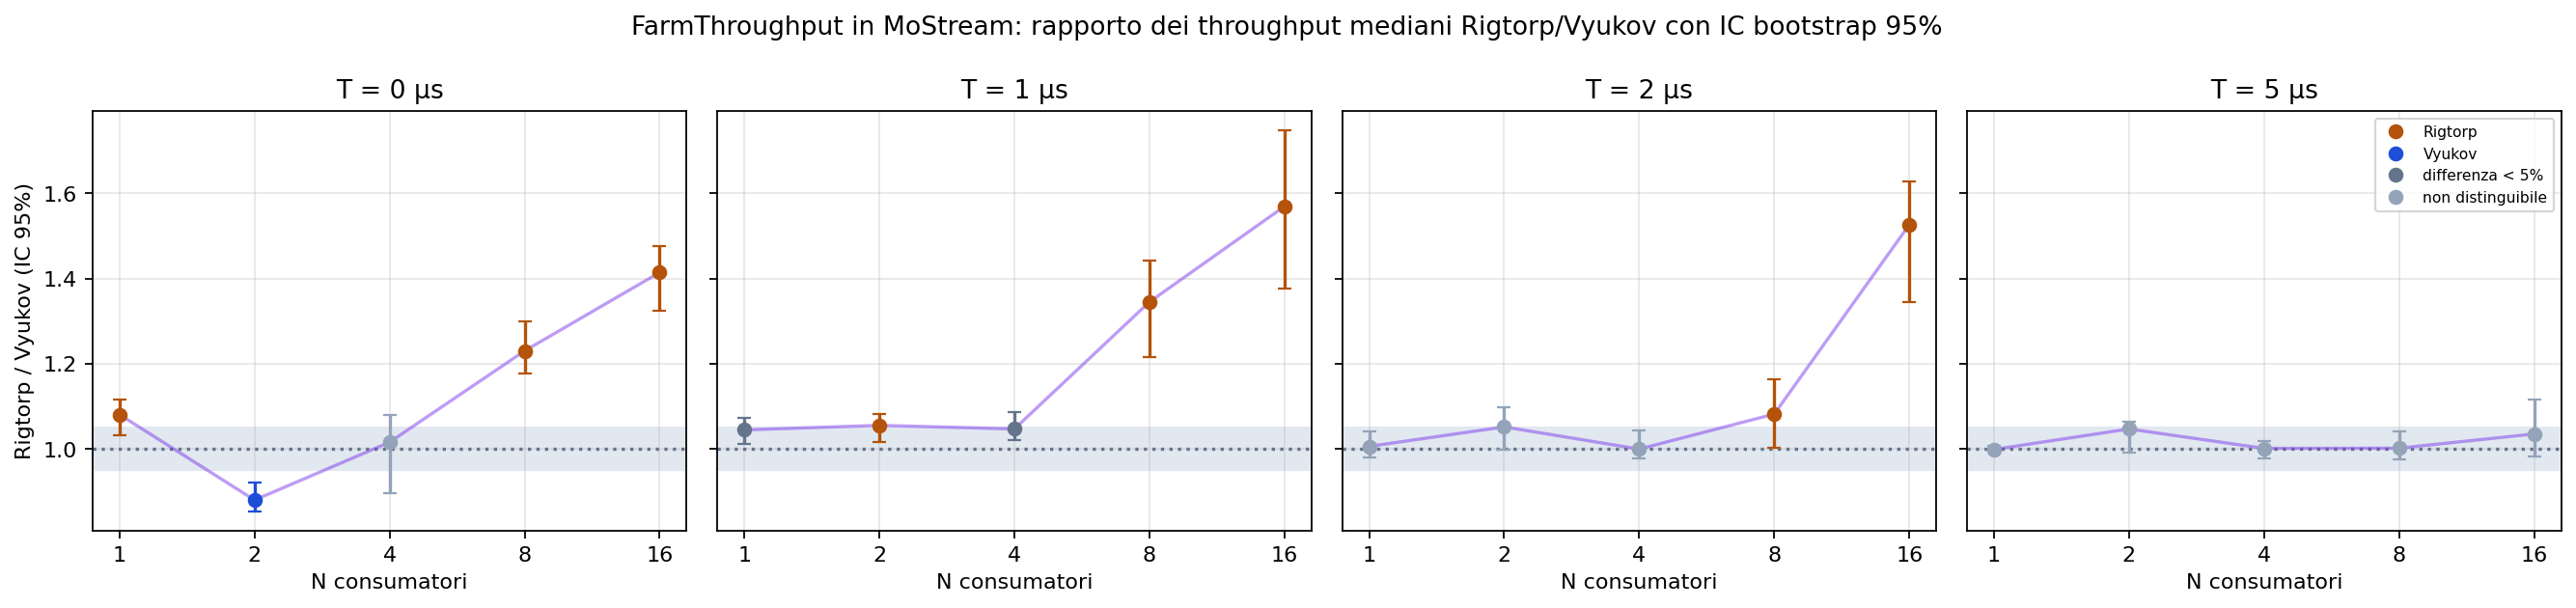 FarmThroughput in MoStream: rapporto dei throughput mediani Rigtorp/Vyukov con IC bootstrap 95%
T = 0 µs
T = 1 µs
T = 2 µs
T = 5 µs
Rigtorp / Vyukov (IC 95%)
1.6
1.4
1.2
1.0
Rigtorp
Vyukov
differenza < 5%
non distinguibile
1 2 4 8 16
1 2 4 8 16
1 2 4 8 16
1 2 4 8 16
N consumatori
N consumatori
N consumatori
N consumatori